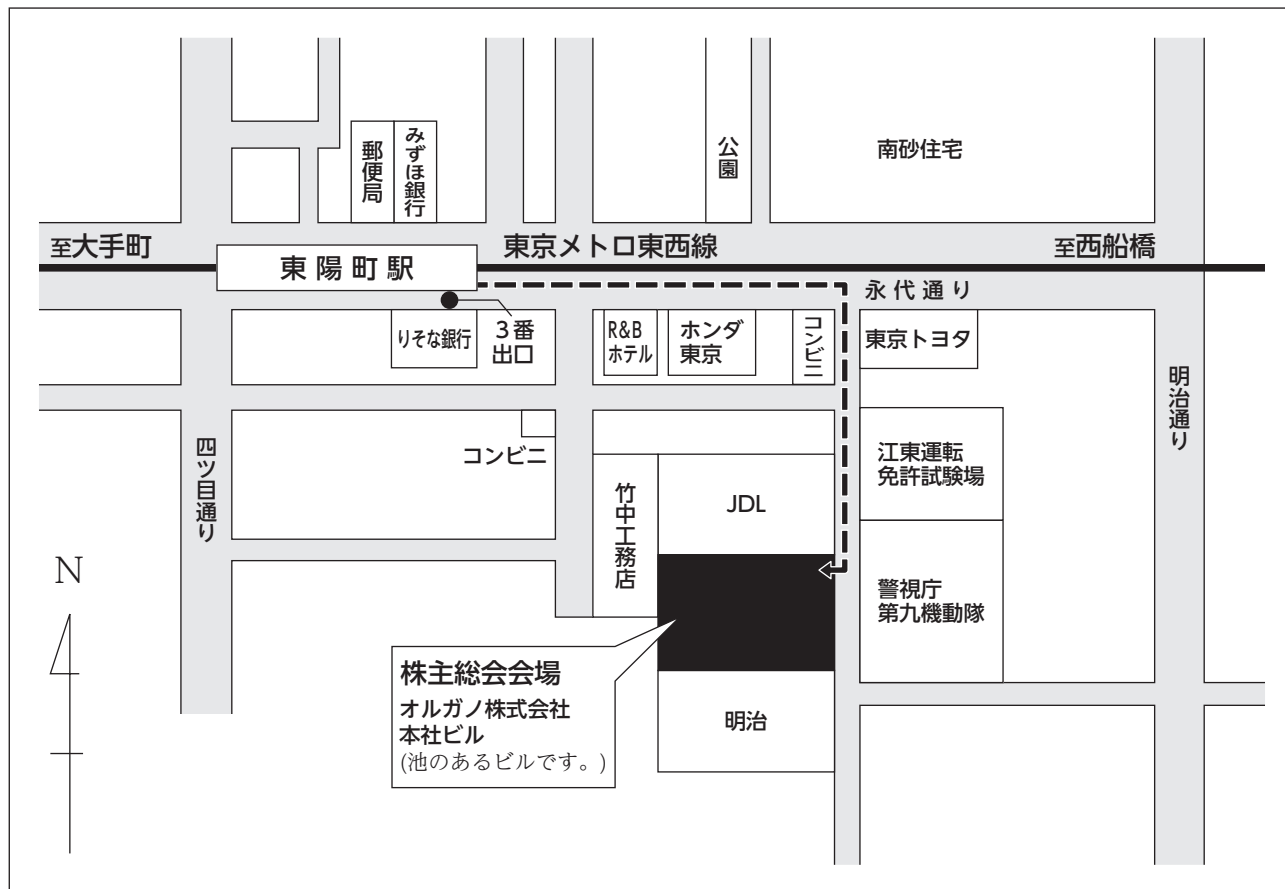 郵便局
みずほ銀行
公園
南砂住宅
至大手町
東京メトロ東西線
至西船橋
東陽町駅
永代通り
りそな銀行
3番
出口
R&B
ホテル
ホンダ
東京
コンビニ
東京トヨタ
明治通り
四ツ目通り
コンビニ
竹中工務店
JDL
江東運転
免許試験場
警視庁
第九機動隊
N
株主総会会場
オルガノ株式会社
本社ビル
(池のあるビルです。)
明治